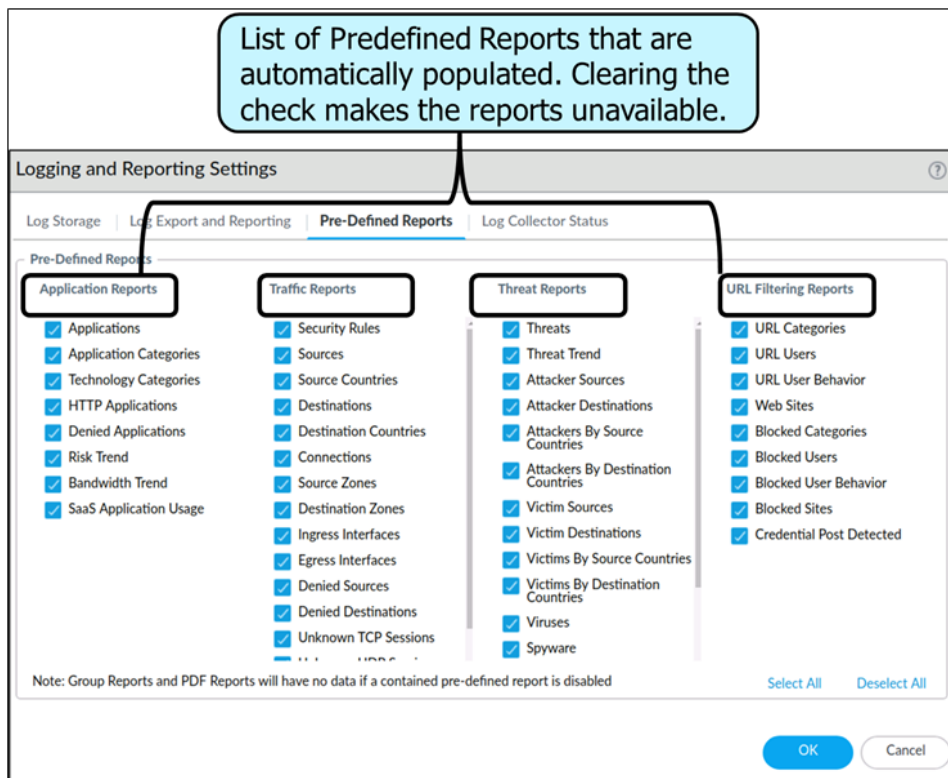 List of Predefined Reports that are
automatically populated. Clearing the
check makes the reports unavailable.
Logging and Reporting Settings
Log Storage
Log Export and Reporting
Pre-Defined Reports
Log Collector Status
Pre-Defined Reports
Application Reports
Applications
Application Categories
Technology Categories
HTTP Applications
Denied Applications
Risk Trend
Bandwidth Trend
SaaS Application Usage
Traffic Reports
Security Rules
Sources
Source Countries
Destinations
Destination Countries
Connections
Source Zones
Destination Zones
Ingress Interfaces
Egress Interfaces
Denied Sources
Denied Destinations
Unknown TCP Sessions
Threat Reports
Threats
Threat Trend
Attacker Sources
Attacker Destinations
Attackers By Source
Countries
Attackers By Destination
Countries
Victim Sources
Victim Destinations
Victims By Source Countries
Victims By Destination
Countries
Viruses
Spyware
URL Filtering Reports
URL Categories
URL Users
URL User Behavior
Web Sites
Blocked Categories
Blocked Users
Blocked User Behavior
Blocked Sites
Credential Post Detected
Note: Group Reports and PDF Reports will have no data if a contained pre-defined report is disabled
Select All
Deselect All
OK
Cancel